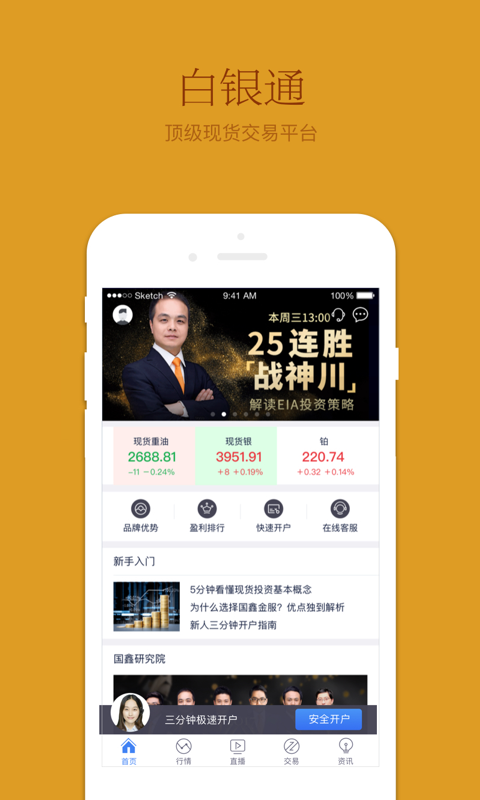 白银通
顶级现货交易平台
Sketch 9:41 AM 100%
本周三13:00
25连胜
「战神川」
解读EIA投资策略
现货重油 现货银 铂
2688.81 3951.91 220.74
-11 -0.24% +8 +0.19% +0.32 +0.14%
品牌优势 盈利排行 快速开户 在线客服
新手入门
5分钟看懂现货投资基本概念
为什么选择国鑫金服？优点独到解析
新人三分钟开户指南
国鑫研究院
三分钟极速开户 安全开户
首页 行情 直播 交易 资讯